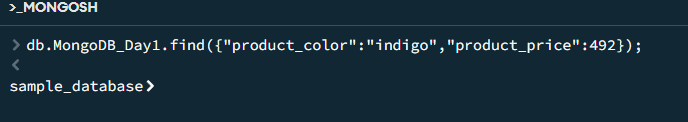 >_MONGOSH
> db.MongoDB_Day1.find({"product_color":"indigo","product_price":492});
<
sample_database>